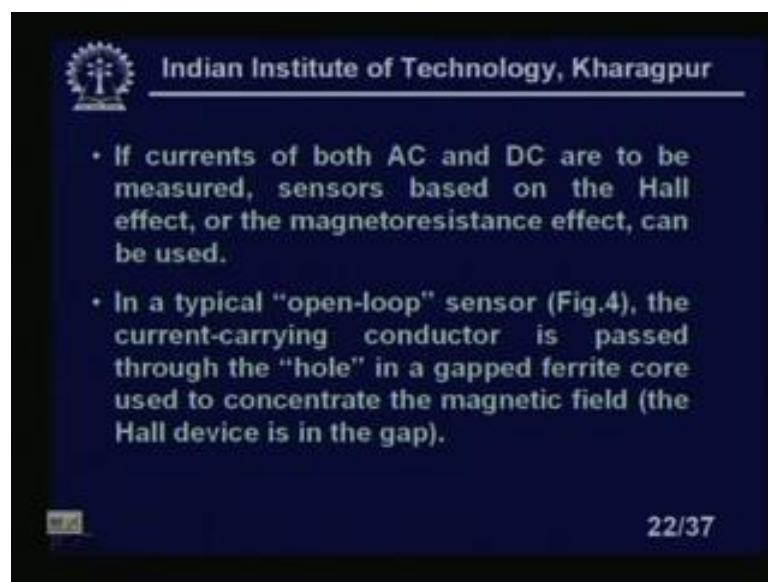 Indian Institute of Technology, Kharagpur
• If currents of both AC and DC are to be
measured, sensors based on the Hall
effect, or the magnetoresistance effect, can
be used.
• In a typical “open-loop” sensor (Fig.4), the
current-carrying conductor is passed
through the “hole” in a gapped ferrite core
used to concentrate the magnetic field (the
Hall device is in the gap).
22/37